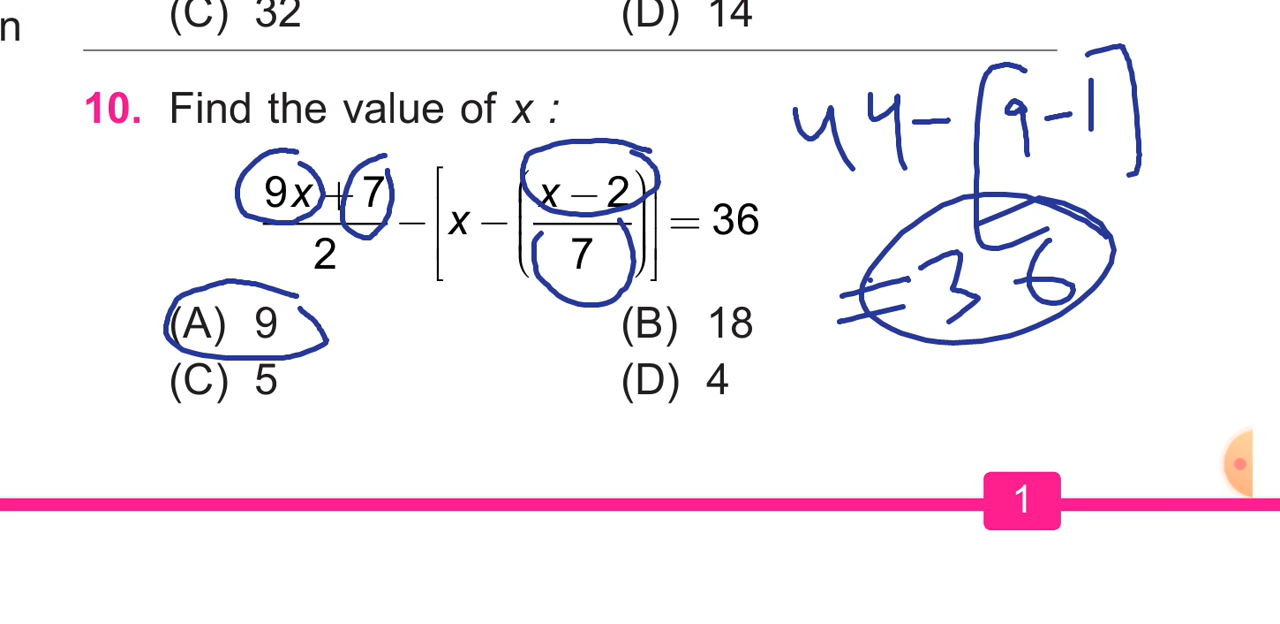 n
(C) 32 (D) 14
10. Find the value of x :
9x + 7 / 2 − [x − (x − 2 / 7)] = 36
(A) 9 (B) 18
(C) 5 (D) 4
44 - [9 - 1]
= 36
1